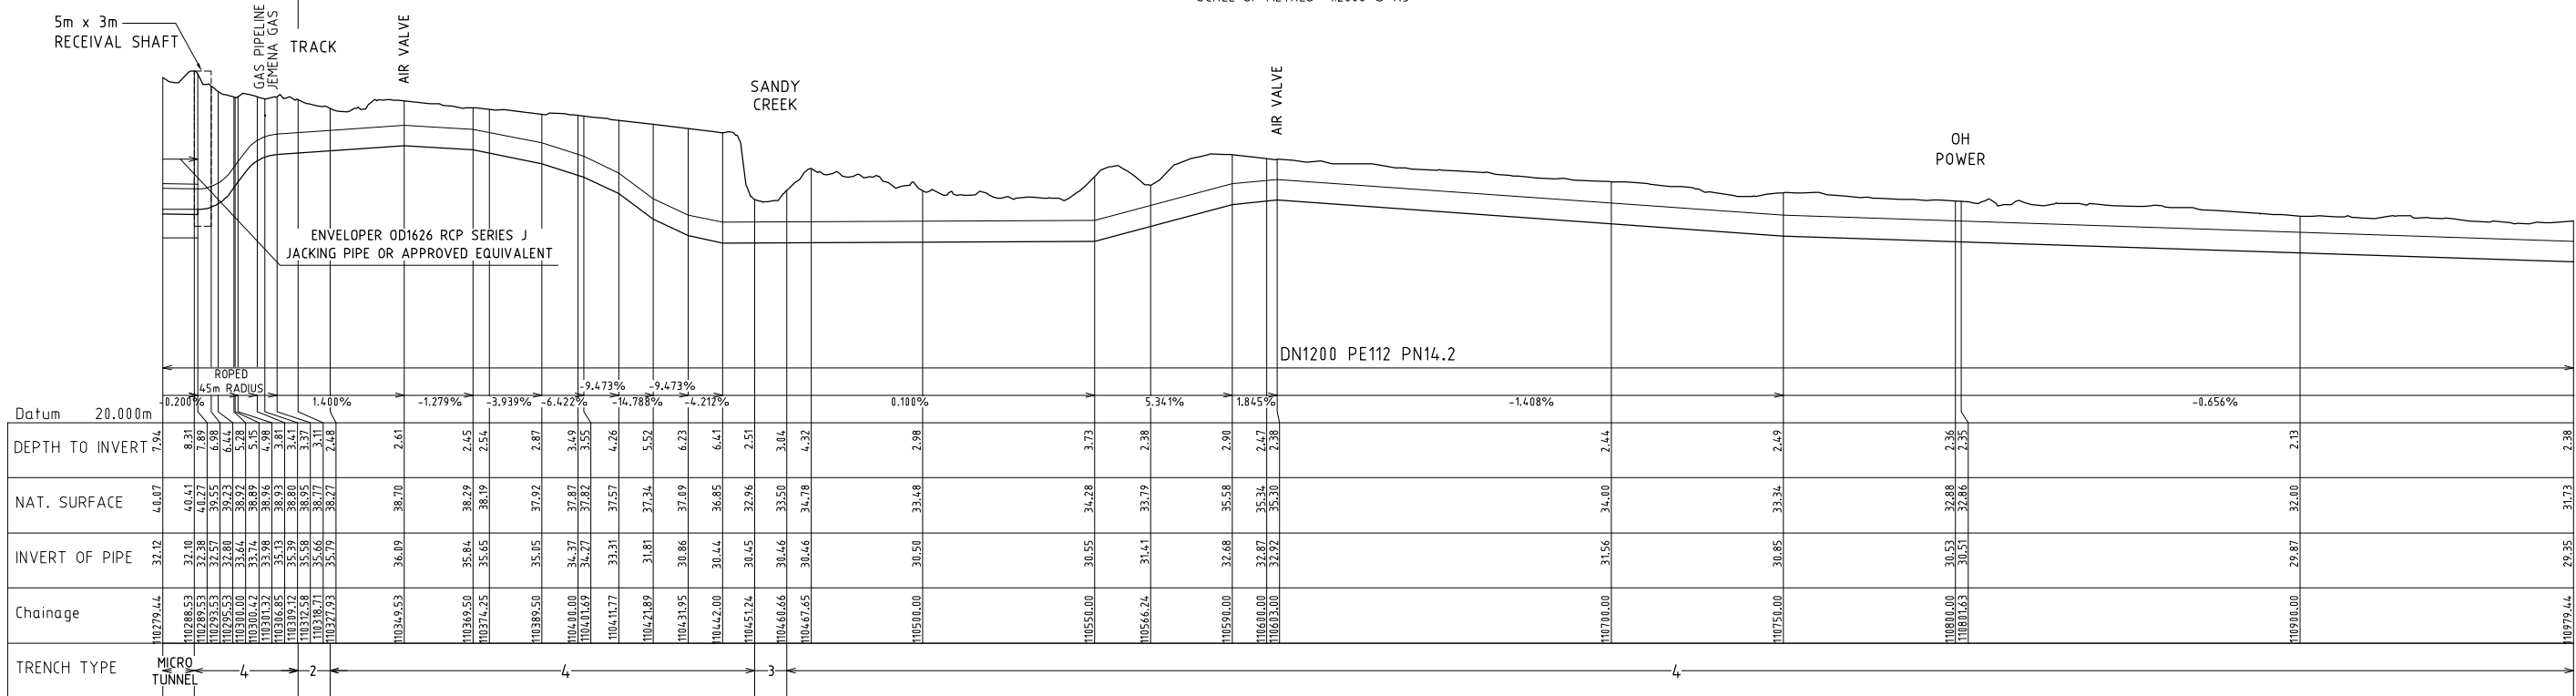 5m x 3m
RECEIVAL SHAFT
GAS PIPELINE
JEMENA GAS
TRACK
AIR VALVE
SANDY
CREEK
AIR VALVE
OH
POWER
ENVELOPER OD1626 RCP SERIES J
JACKING PIPE OR APPROVED EQUIVALENT
DN1200 PE112 PN14.2
ROPED
45m RADIUS
-9.473% -9.473%
-0.200% 1.400% -1.279% -3.939% -6.422% -14.788% -4.212% 0.100% 5.341% 1.845% -1.408% -0.656%
Datum 20.000m
DEPTH TO INVERT 7.94 8.31 7.89 6.98 6.44 5.28 5.15 4.98 3.81 3.41 3.37 3.11 2.48 2.61 2.45 2.54 2.87 3.49 3.55 4.26 5.52 6.23 6.41 2.51 3.04 4.32 2.98 3.73 2.38 2.90 2.47 2.38 2.44 2.49 2.36 2.35 2.13 2.38
NAT. SURFACE 40.07 40.41 40.27 39.55 39.23 38.92 38.89 38.96 38.93 38.80 38.95 38.77 38.27 38.70 38.29 38.19 37.92 37.87 37.82 37.57 37.34 37.09 36.85 32.96 33.50 34.78 33.48 34.28 33.79 35.58 35.34 35.30 34.00 33.34 32.88 32.86 32.00 31.73
INVERT OF PIPE 32.12 32.10 32.38 32.57 32.80 33.64 33.74 33.98 35.13 35.39 35.58 35.66 35.79 36.09 35.84 35.65 35.05 34.37 34.27 33.31 31.81 30.86 30.44 30.45 30.46 30.46 30.50 30.55 31.41 32.68 32.87 32.92 31.56 30.85 30.53 30.51 29.87 29.35
Chainage 110279.44 110288.53 110289.53 110293.53 110295.53 110300.00 110300.42 110301.32 110306.85 110309.12 110312.58 110318.71 110327.93 110349.53 110369.50 110374.25 110389.50 110400.00 110401.69 110411.77 110421.89 110431.95 110442.00 110451.24 110460.66 110467.65 110500.00 110550.00 110566.24 110590.00 110600.00 110603.00 110700.00 110750.00 110800.00 110801.63 110900.00 110979.44
TRENCH TYPE MICRO TUNNEL 4 2 4 3 4